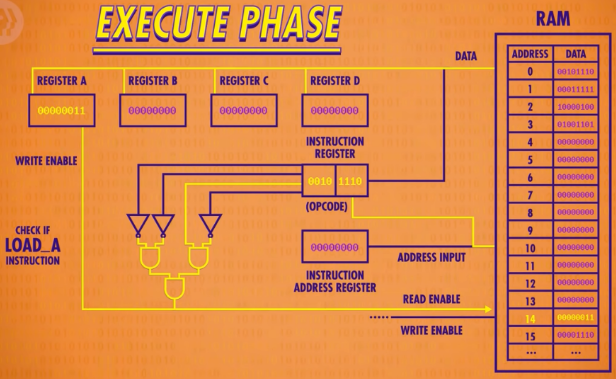 EXECUTE PHASE
RAM
DATA
REGISTER A
REGISTER B
REGISTER C
REGISTER D
00000011
00000000
00000000
00000000
WRITE ENABLE
INSTRUCTION
REGISTER
0010 1110
(OPCODE)
CHECK IF
LOAD_A
INSTRUCTION
00000000
ADDRESS INPUT
INSTRUCTION
ADDRESS REGISTER
READ ENABLE
..... WRITE ENABLE
ADDRESS DATA
0 00101110
1 00011111
2 10000100
3 01001101
4 00000000
5 00000000
6 00000000
7 00000000
8 00000000
9 00000000
10 00000000
11 00000000
12 00000000
13 00000000
14 00000011
15 00001110
... ...